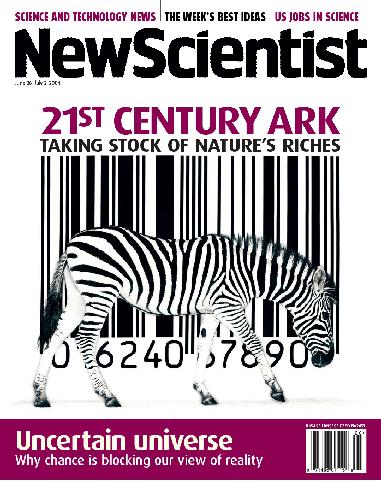 SCIENCE AND TECHNOLOGY NEWS | THE WEEK'S BEST IDEAS US JOBS IN SCIENCE
NewScientist
21ST CENTURY ARK
TAKING STOCK OF NATURE'S RICHES
0 6240 67890
Uncertain universe
Why chance is blocking our view of reality